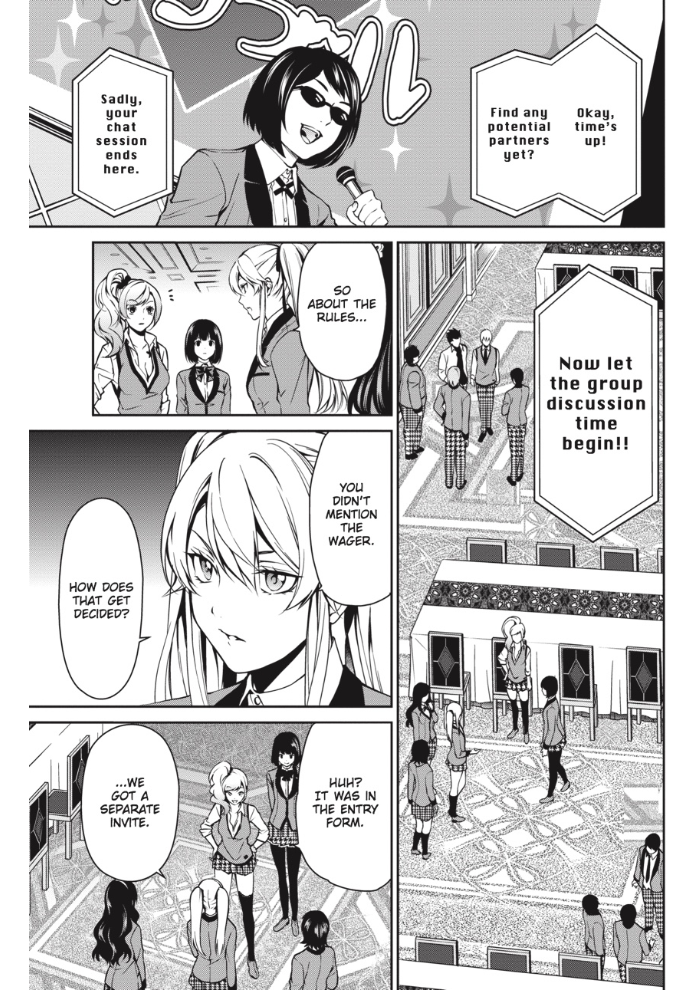 Okay,
time's
up!
Find any
potential
partners
yet?
Sadly,
your
chat
session
ends
here.
Now let
the group
discussion
time
begin!!
SO
ABOUT THE
RULES...
YOU
DIDN'T
MENTION
THE
WAGER.
HOW DOES
THAT GET
DECIDED?
HUH?
IT WAS IN
THE ENTRY
FORM.
...WE
GOT A
SEPARATE
INVITE.